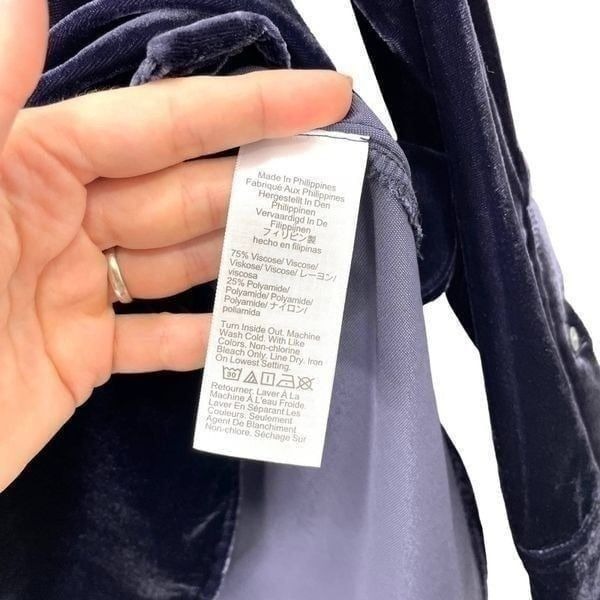 Made In Philippines
Fabriqué Aux Philippines
Hergestellt In Den
Philippinen
Vervaardigd In De
Filippijnen
フィリピン製
hecho en filipinas
75% Viscose/ Viscose/
Viskose/ Viscose/ レーヨン/
viscosa
25% Polyamide/
Polyamide/ Polyamid/
Polyamide/ ナイロン/
poliamida
Turn Inside Out. Machine
Wash Cold. With Like
Colors. Non-chlorine
Bleach Only. Line Dry. Iron
On Lowest Setting.
30
Retourner. Laver À La
Machine À L'eau Froide.
Laver En Séparant Les
Couleurs. Seulement
Agent De Blanchiment
Non-chlore. Séchage Sur